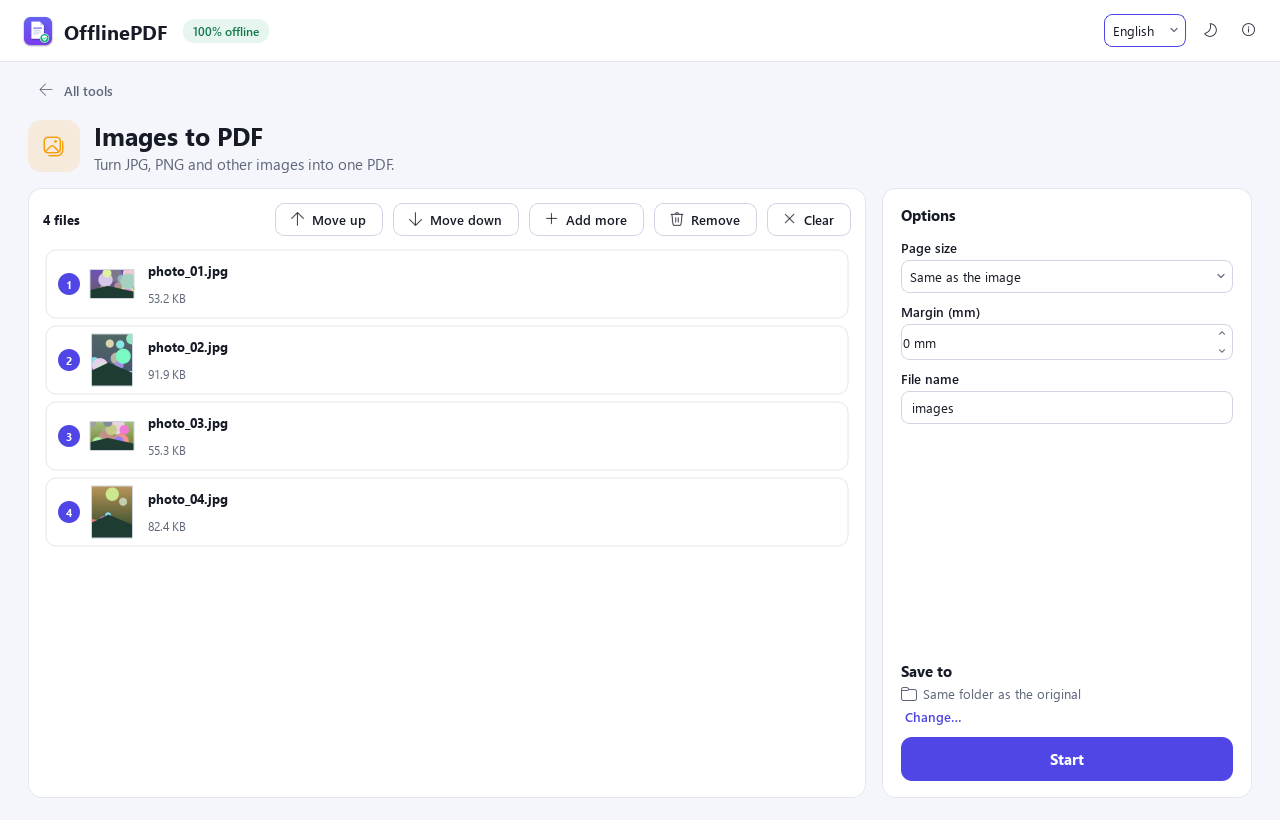 OfflinePDF
100% offline
English
All tools
Images to PDF
Turn JPG, PNG and other images into one PDF.
4 files
Move up
Move down
Add more
Remove
Clear
1
photo_01.jpg
53.2 KB
2
photo_02.jpg
91.9 KB
3
photo_03.jpg
55.3 KB
4
photo_04.jpg
82.4 KB
Options
Page size
Same as the image
Margin (mm)
0 mm
File name
images
Save to
Same folder as the original
Change...
Start